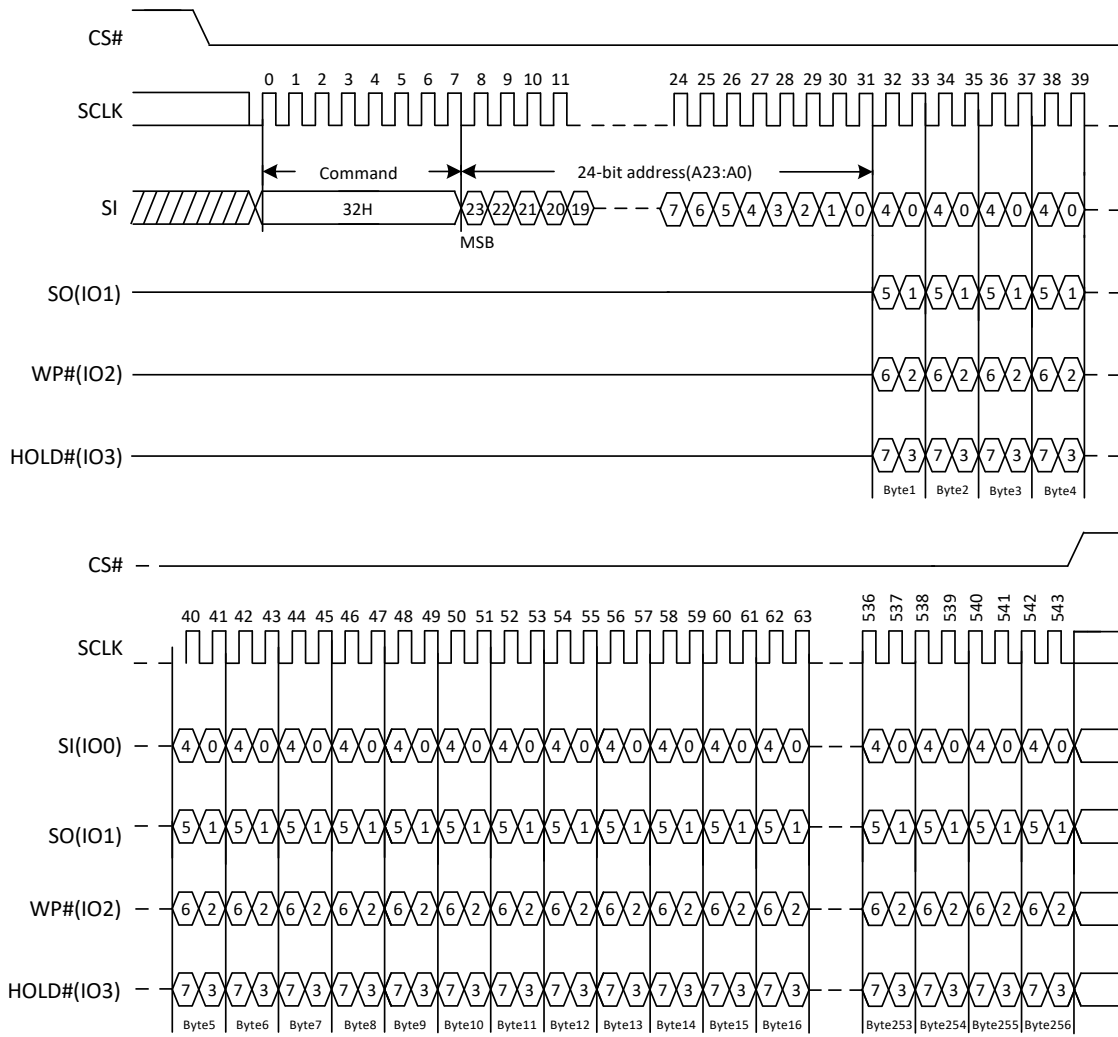 CS#
0 1 2 3 4 5 6 7 8 9 10 11 24 25 26 27 28 29 30 31 32 33 34 35 36 37 38 39
SCLK
Command 24-bit address(A23:A0)
SI 32H 23 22 21 20 19 7 6 5 4 3 2 1 0 4 0 4 0 4 0 4 0
MSB
SO(IO1) 5 1 5 1 5 1 5 1
WP#(IO2) 6 2 6 2 6 2 6 2
HOLD#(IO3) 7 3 7 3 7 3 7 3
Byte1 Byte2 Byte3 Byte4
CS#
40 41 42 43 44 45 46 47 48 49 50 51 52 53 54 55 56 57 58 59 60 61 62 63 536 537 538 539 540 541 542 543
SCLK
SI(IO0) 4 0 4 0 4 0 4 0 4 0 4 0 4 0 4 0 4 0 4 0 4 0 4 0 4 0 4 0 4 0 4 0
SO(IO1) 5 1 5 1 5 1 5 1 5 1 5 1 5 1 5 1 5 1 5 1 5 1 5 1 5 1 5 1 5 1 5 1
WP#(IO2) 6 2 6 2 6 2 6 2 6 2 6 2 6 2 6 2 6 2 6 2 6 2 6 2 6 2 6 2 6 2 6 2
HOLD#(IO3) 7 3 7 3 7 3 7 3 7 3 7 3 7 3 7 3 7 3 7 3 7 3 7 3 7 3 7 3 7 3 7 3
Byte5 Byte6 Byte7 Byte8 Byte9 Byte10 Byte11 Byte12 Byte13 Byte14 Byte15 Byte16 Byte253 Byte254 Byte255 Byte256